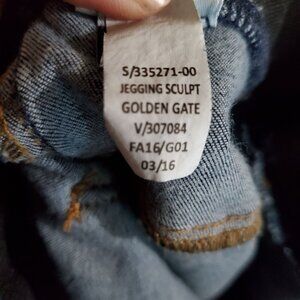 S/335271-00
JEGGING SCULPT
GOLDEN GATE
V/307084
FA16/G01
03/16